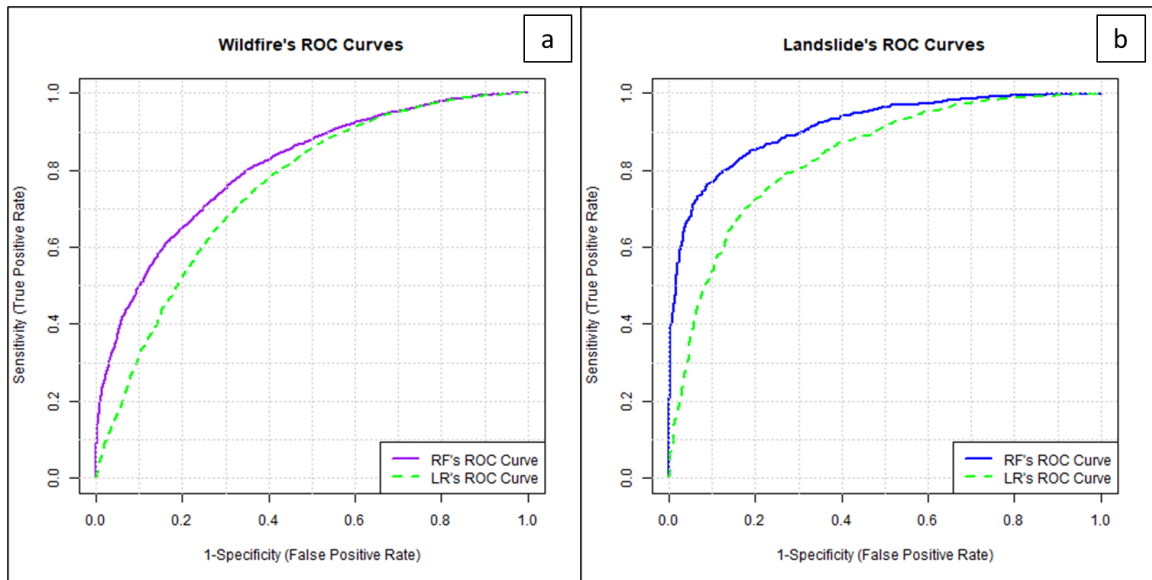 Wildfire's ROC Curves
a
Sensitivity (True Positive Rate)
1.0
0.8
0.6
0.4
0.2
0.0
RF's ROC Curve
LR's ROC Curve
0.0 0.2 0.4 0.6 0.8 1.0
1-Specificity (False Positive Rate)
Landslide's ROC Curves
b
Sensitivity (True Positive Rate)
1.0
0.8
0.6
0.4
0.2
0.0
RF's ROC Curve
LR's ROC Curve
0.0 0.2 0.4 0.6 0.8 1.0
1-Specificity (False Positive Rate)